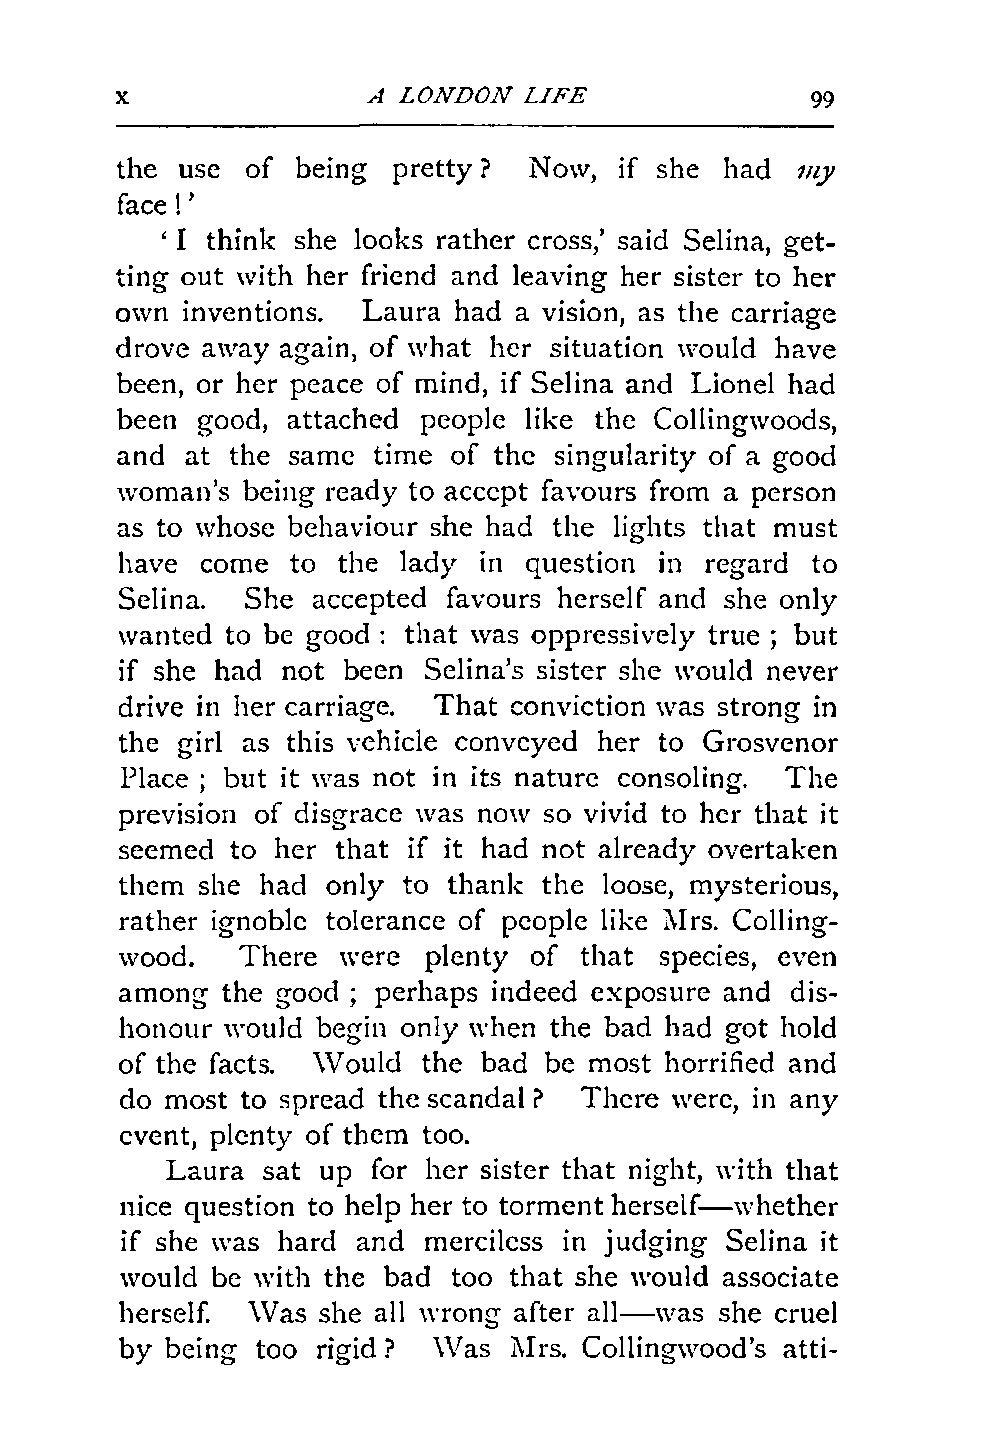 x A LONDON LIFE 99
the use of being pretty? Now, if she had my
face!'
'I think she looks rather cross,' said Selina, get-
ting out with her friend and leaving her sister to her
own inventions. Laura had a vision, as the carriage
drove away again, of what her situation would have
been, or her peace of mind, if Selina and Lionel had
been good, attached people like the Collingwoods,
and at the same time of the singularity of a good
woman's being ready to accept favours from a person
as to whose behaviour she had the lights that must
have come to the lady in question in regard to
Selina. She accepted favours herself and she only
wanted to be good: that was oppressively true; but
if she had not been Selina's sister she would never
drive in her carriage. That conviction was strong in
the girl as this vehicle conveyed her to Grosvenor
Place; but it was not in its nature consoling. The
prevision of disgrace was now so vivid to her that it
seemed to her that if it had not already overtaken
them she had only to thank the loose, mysterious,
rather ignoble tolerance of people like Mrs. Colling-
wood. There were plenty of that species, even
among the good; perhaps indeed exposure and dis-
honour would begin only when the bad had got hold
of the facts. Would the bad be most horrified and
do most to spread the scandal? There were, in any
event, plenty of them too.
Laura sat up for her sister that night, with that
nice question to help her to torment herself—whether
if she was hard and merciless in judging Selina it
would be with the bad too that she would associate
herself. Was she all wrong after all—was she cruel
by being too rigid? Was Mrs. Collingwood's atti-